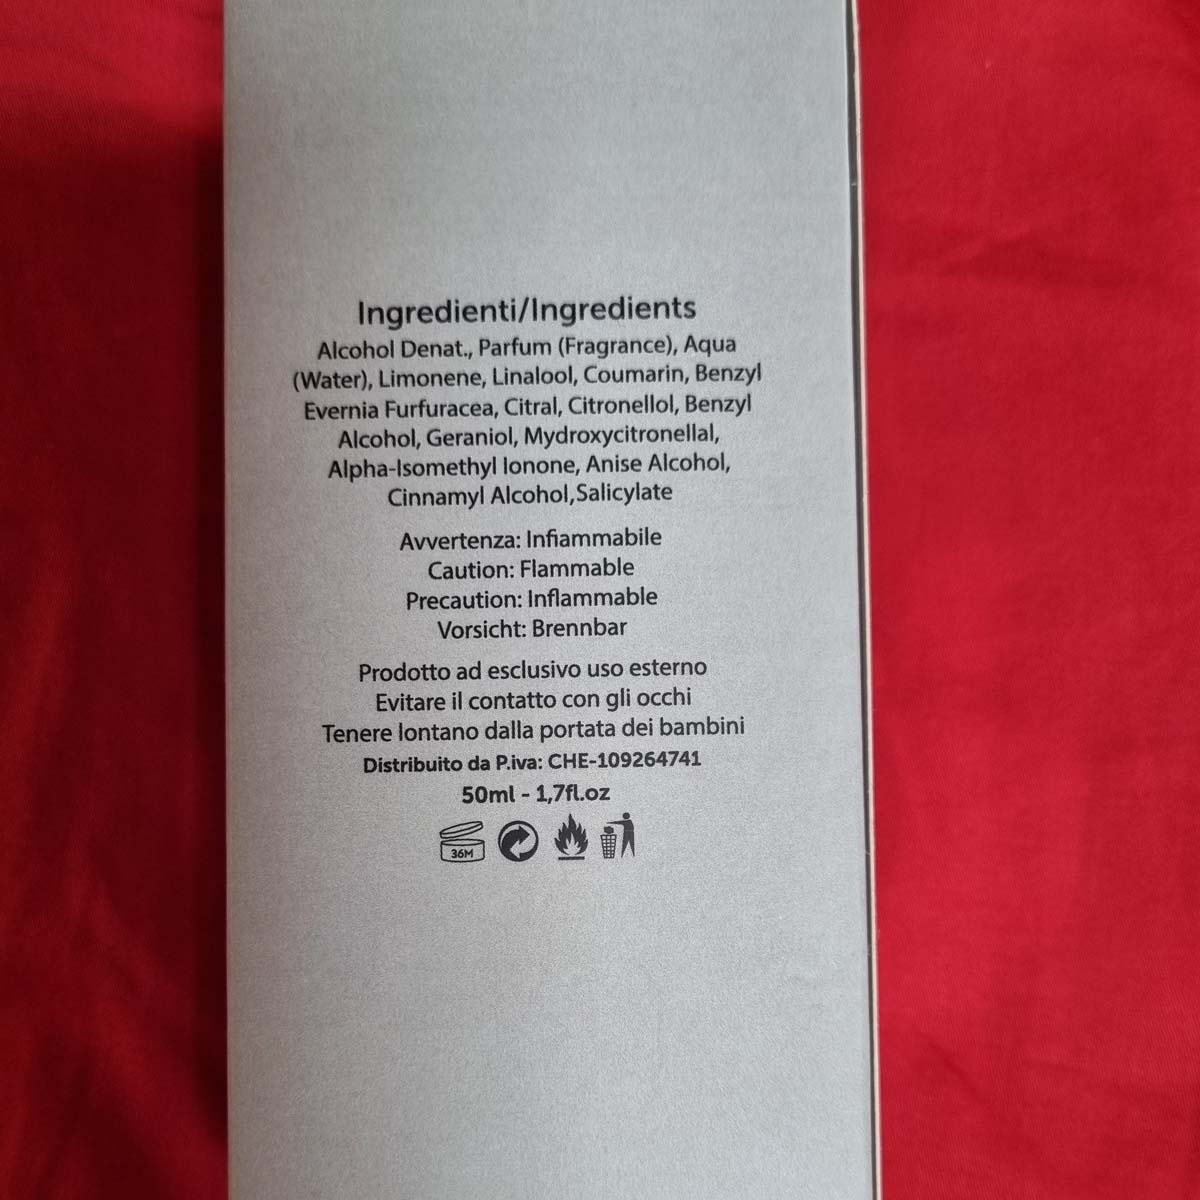 Ingredienti/Ingredients
Alcohol Denat., Parfum (Fragrance), Aqua
(Water), Limonene, Linalool, Coumarin, Benzyl
Evernia Furfuracea, Citral, Citronellol, Benzyl
Alcohol, Geraniol, Mydroxycitronellal,
Alpha-Isomethyl Ionone, Anise Alcohol,
Cinnamyl Alcohol,Salicylate
Avvertenza: Infiammabile
Caution: Flammable
Precaution: Inflammable
Vorsicht: Brennbar
Prodotto ad esclusivo uso esterno
Evitare il contatto con gli occhi
Tenere lontano dalla portata dei bambini
Distribuito da P.iva: CHE-109264741
50ml - 1,7fl.oz
36M